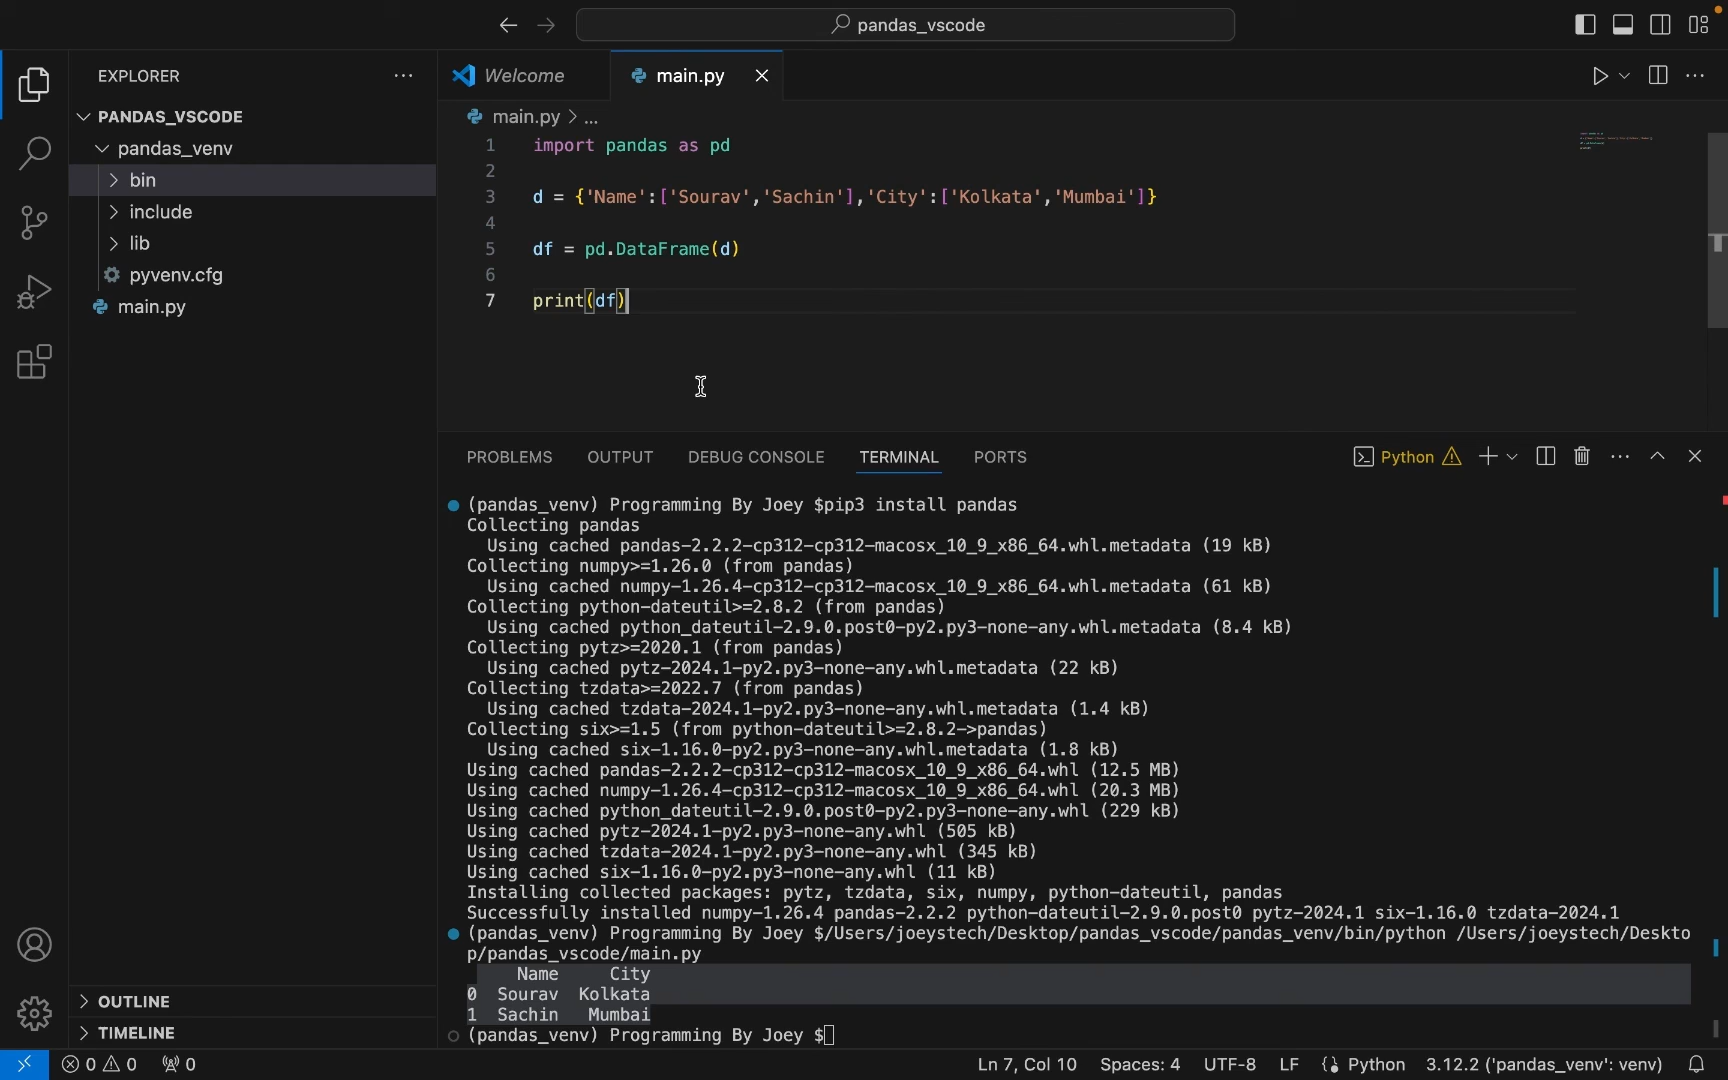 pandas_vscode
EXPLORER
PANDAS_VSCODE
pandas_venv
bin
include
lib
pyvenv.cfg
main.py
OUTLINE
TIMELINE
Welcome
main.py
main.py > ...
1 import pandas as pd
2
3 d = {'Name':['Sourav','Sachin'],'City':['Kolkata','Mumbai']}
4
5 df = pd.DataFrame(d)
6
7 print(df)
PROBLEMS OUTPUT DEBUG CONSOLE TERMINAL PORTS
Python
(pandas_venv) Programming By Joey $pip3 install pandas
Collecting pandas
Using cached pandas-2.2.2-cp312-cp312-macosx_10_9_x86_64.whl.metadata (19 kB)
Collecting numpy>=1.26.0 (from pandas)
Using cached numpy-1.26.4-cp312-cp312-macosx_10_9_x86_64.whl.metadata (61 kB)
Collecting python-dateutil>=2.8.2 (from pandas)
Using cached python_dateutil-2.9.0.post0-py2.py3-none-any.whl.metadata (8.4 kB)
Collecting pytz>=2020.1 (from pandas)
Using cached pytz-2024.1-py2.py3-none-any.whl.metadata (22 kB)
Collecting tzdata>=2022.7 (from pandas)
Using cached tzdata-2024.1-py2.py3-none-any.whl.metadata (1.4 kB)
Collecting six>=1.5 (from python-dateutil>=2.8.2->pandas)
Using cached six-1.16.0-py2.py3-none-any.whl.metadata (1.8 kB)
Using cached pandas-2.2.2-cp312-cp312-macosx_10_9_x86_64.whl (12.5 MB)
Using cached numpy-1.26.4-cp312-cp312-macosx_10_9_x86_64.whl (20.3 MB)
Using cached python_dateutil-2.9.0.post0-py2.py3-none-any.whl (229 kB)
Using cached pytz-2024.1-py2.py3-none-any.whl (505 kB)
Using cached tzdata-2024.1-py2.py3-none-any.whl (345 kB)
Using cached six-1.16.0-py2.py3-none-any.whl (11 kB)
Installing collected packages: pytz, tzdata, six, numpy, python-dateutil, pandas
Successfully installed numpy-1.26.4 pandas-2.2.2 python-dateutil-2.9.0.post0 pytz-2024.1 six-1.16.0 tzdata-2024.1
(pandas_venv) Programming By Joey $/Users/joeystech/Desktop/pandas_vscode/pandas_venv/bin/python /Users/joeystech/Deskto
p/pandas_vscode/main.py
Name City
0 Sourav Kolkata
1 Sachin Mumbai
(pandas_venv) Programming By Joey $
0 0 0
Ln 7, Col 10 Spaces: 4 UTF-8 LF Python 3.12.2 ('pandas_venv': venv)